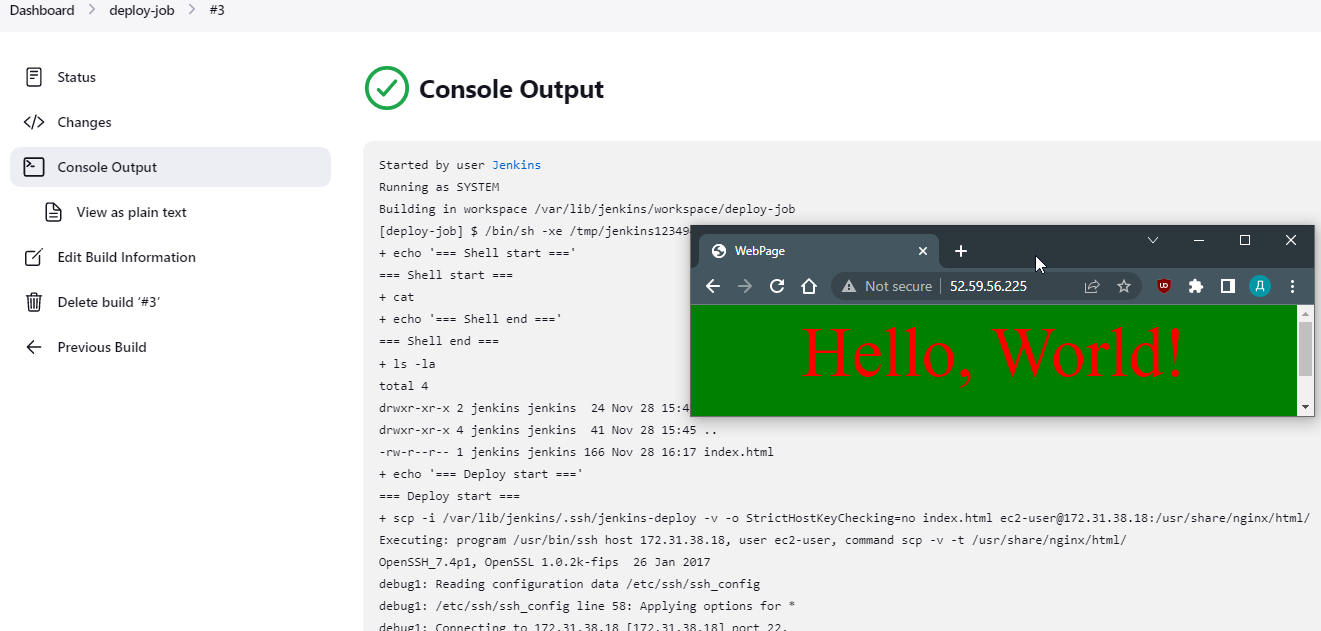 Dashboard > deploy-job > #3
Status
Changes
Console Output
View as plain text
Edit Build Information
Delete build ‘#3’
Previous Build
Console Output
Started by user Jenkins
Running as SYSTEM
Building in workspace /var/lib/jenkins/workspace/deploy-job
[deploy-job] $ /bin/sh -xe /tmp/jenkins12349
+ echo '=== Shell start ==='
=== Shell start ===
+ cat
+ echo '=== Shell end ==='
=== Shell end ===
+ ls -la
total 4
drwxr-xr-x 2 jenkins jenkins  24 Nov 28 15:4
drwxr-xr-x 4 jenkins jenkins  41 Nov 28 15:45 ..
-rw-r--r-- 1 jenkins jenkins 166 Nov 28 16:17 index.html
+ echo '=== Deploy start ==='
=== Deploy start ===
+ scp -i /var/lib/jenkins/.ssh/jenkins-deploy -v -o StrictHostKeyChecking=no index.html ec2-user@172.31.38.18:/usr/share/nginx/html/
Executing: program /usr/bin/ssh host 172.31.38.18, user ec2-user, command scp -v -t /usr/share/nginx/html/
OpenSSH_7.4p1, OpenSSL 1.0.2k-fips  26 Jan 2017
debug1: Reading configuration data /etc/ssh/ssh_config
debug1: /etc/ssh/ssh_config line 58: Applying options for *
debug1: Connecting to 172.31.38.18 [172.31.38.18] port 22.
WebPage
Not secure | 52.59.56.225
Д
Hello, World!